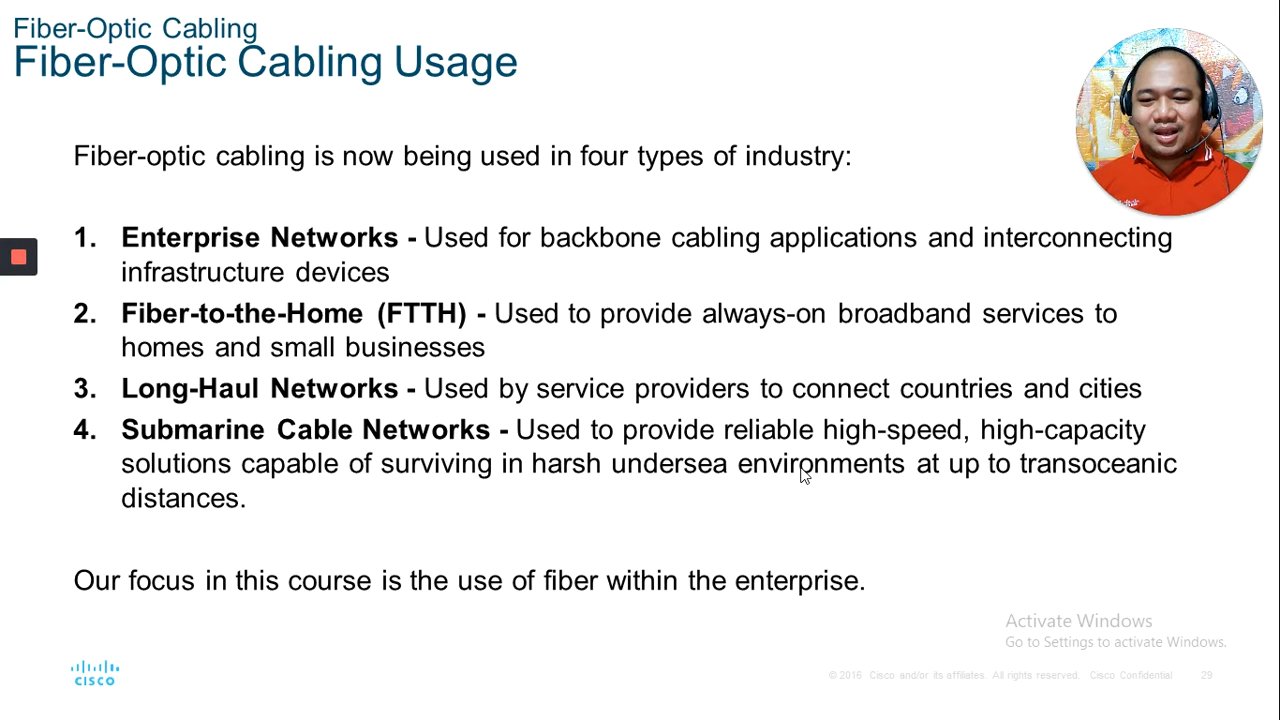 Fiber-Optic Cabling
Fiber-Optic Cabling Usage
Fiber-optic cabling is now being used in four types of industry:
1. Enterprise Networks - Used for backbone cabling applications and interconnecting
infrastructure devices
2. Fiber-to-the-Home (FTTH) - Used to provide always-on broadband services to
homes and small businesses
3. Long-Haul Networks - Used by service providers to connect countries and cities
4. Submarine Cable Networks - Used to provide reliable high-speed, high-capacity
solutions capable of surviving in harsh undersea environments at up to transoceanic
distances.
Our focus in this course is the use of fiber within the enterprise.
Activate Windows
Go to Settings to activate Windows.
CISCO
© 2016 Cisco and/or its affiliates. All rights reserved. Cisco Confidential 29